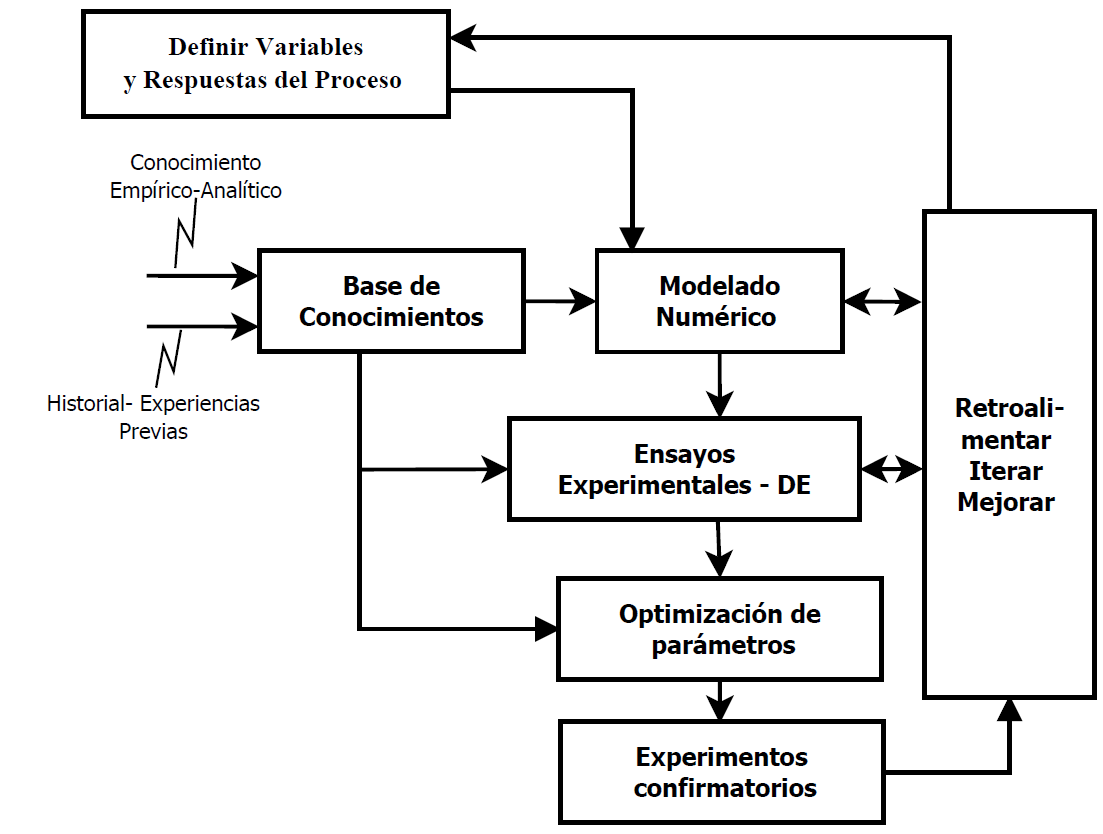 Definir Variables
y Respuestas del Proceso
Conocimiento
Empírico-Analítico
Base de
Conocimientos
Modelado
Numérico
Historial- Experiencias
Previas
Ensayos
Experimentales - DE
Retroali-
mentar
Iterar
Mejorar
Optimización de
parámetros
Experimentos
confirmatorios